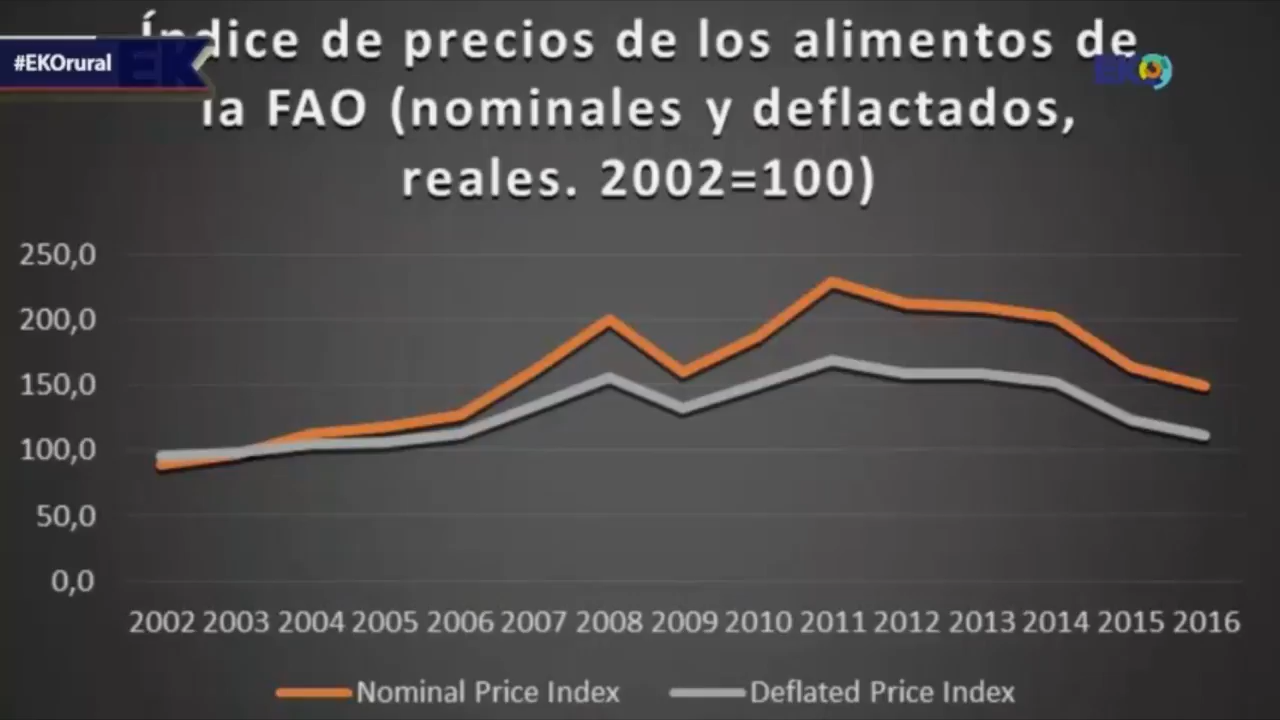 #EKOrural
Índice de precios de los alimentos de
la FAO (nominales y deflactados,
reales. 2002=100)
EKO
250,0
200,0
150,0
100,0
50,0
0,0
2002 2003 2004 2005 2006 2007 2008 2009 2010 2011 2012 2013 2014 2015 2016
Nominal Price Index Deflated Price Index